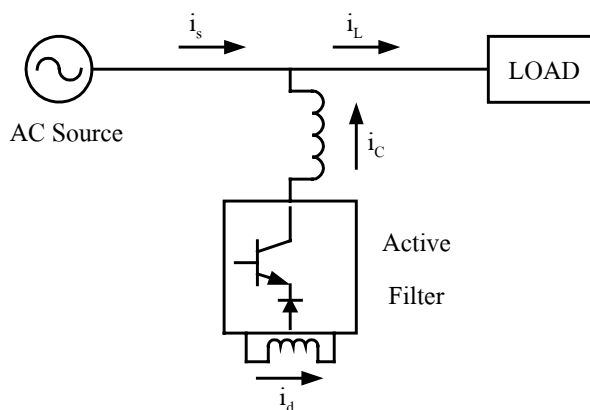 i_s
i_L
LOAD
AC Source
i_C
Active
Filter
i_d